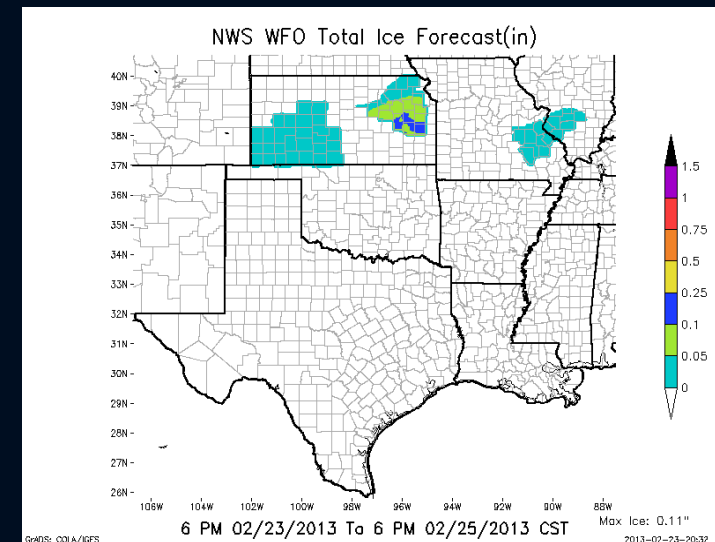 NWS WFO Total Ice Forecast(in)
40N
39N
38N
37N
36N
35N
34N
33N
32N
31N
30N
29N
28N
27N
26N
106W 104W 102W 100W 98W 96W 94W 92W 90W 88W
1.5
1
0.75
0.5
0.25
0.1
0.05
0
6 PM 02/23/2013 To 6 PM 02/25/2013 CST
Max Ice: 0.11"
GrADS: COLA/IGES
2013-02-23-20:32